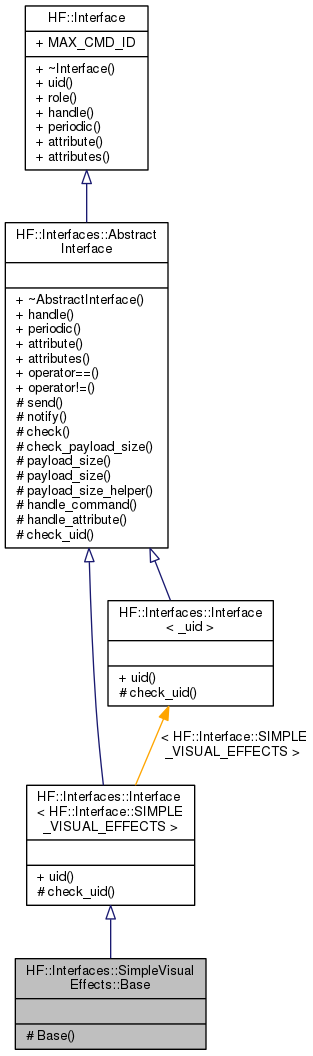 HF::Interface
+ MAX_CMD_ID
+ ~Interface()
+ uid()
+ role()
+ handle()
+ periodic()
+ attribute()
+ attributes()
HF::Interfaces::Abstract
Interface
+ ~AbstractInterface()
+ handle()
+ periodic()
+ attribute()
+ attributes()
+ operator==()
+ operator!=()
# send()
# notify()
# check()
# check_payload_size()
# payload_size()
# payload_size()
# payload_size_helper()
# handle_command()
# handle_attribute()
# check_uid()
HF::Interfaces::Interface
< _uid >
+ uid()
# check_uid()
< HF::Interface::SIMPLE
_VISUAL_EFFECTS >
HF::Interfaces::Interface
< HF::Interface::SIMPLE
_VISUAL_EFFECTS >
+ uid()
# check_uid()
HF::Interfaces::SimpleVisual
Effects::Base
# Base()